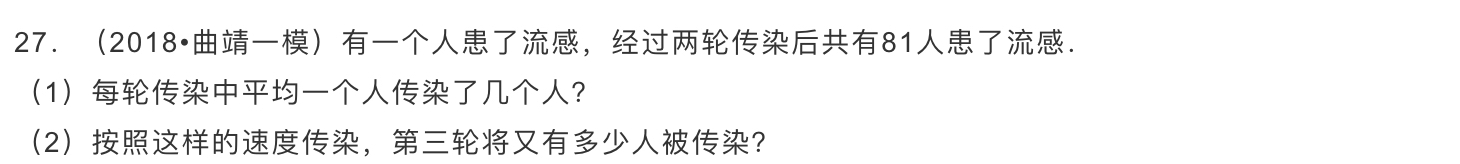 27. （2018•曲靖一模）有一个人患了流感，经过两轮传染后共有81人患了流感.
（1）每轮传染中平均一个人传染了几个人?
（2）按照这样的速度传染，第三轮将又有多少人被传染?